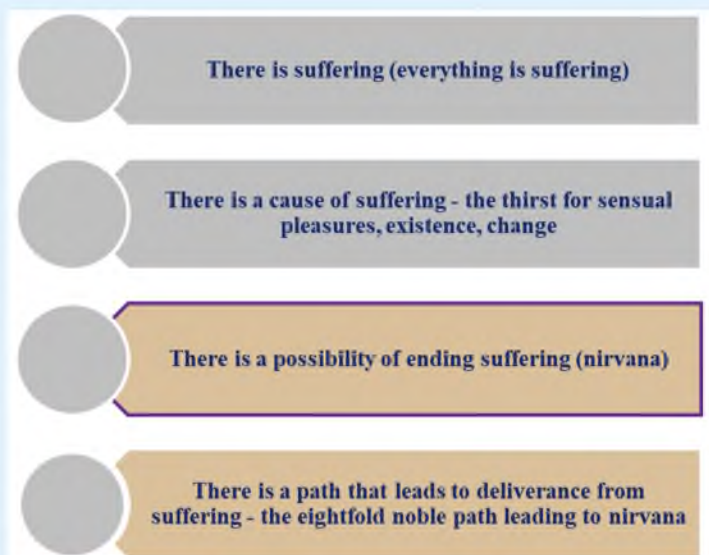 There is suffering (everything is suffering)
There is a cause of suffering - the thirst for sensual
pleasures, existence, change
There is a possibility of ending suffering (nirvana)
There is a path that leads to deliverance from
suffering - the eightfold noble path leading to nirvana